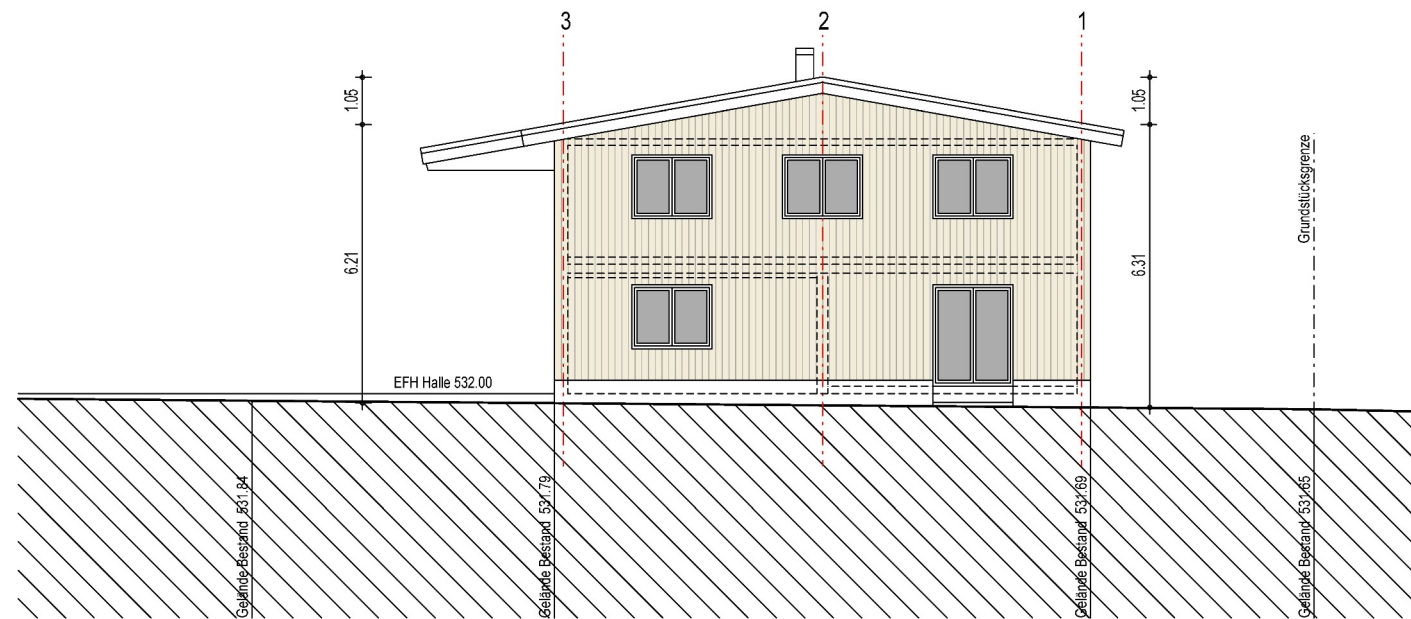 3
2
1
1.05
1.05
6.21
6.31
Grundstücksgrenze
EFH Halle 532.00
Gelände Bestand 531.84
Gelände Bestand 531.79
Gelände Bestand 531.69
Gelände Bestand 531.65